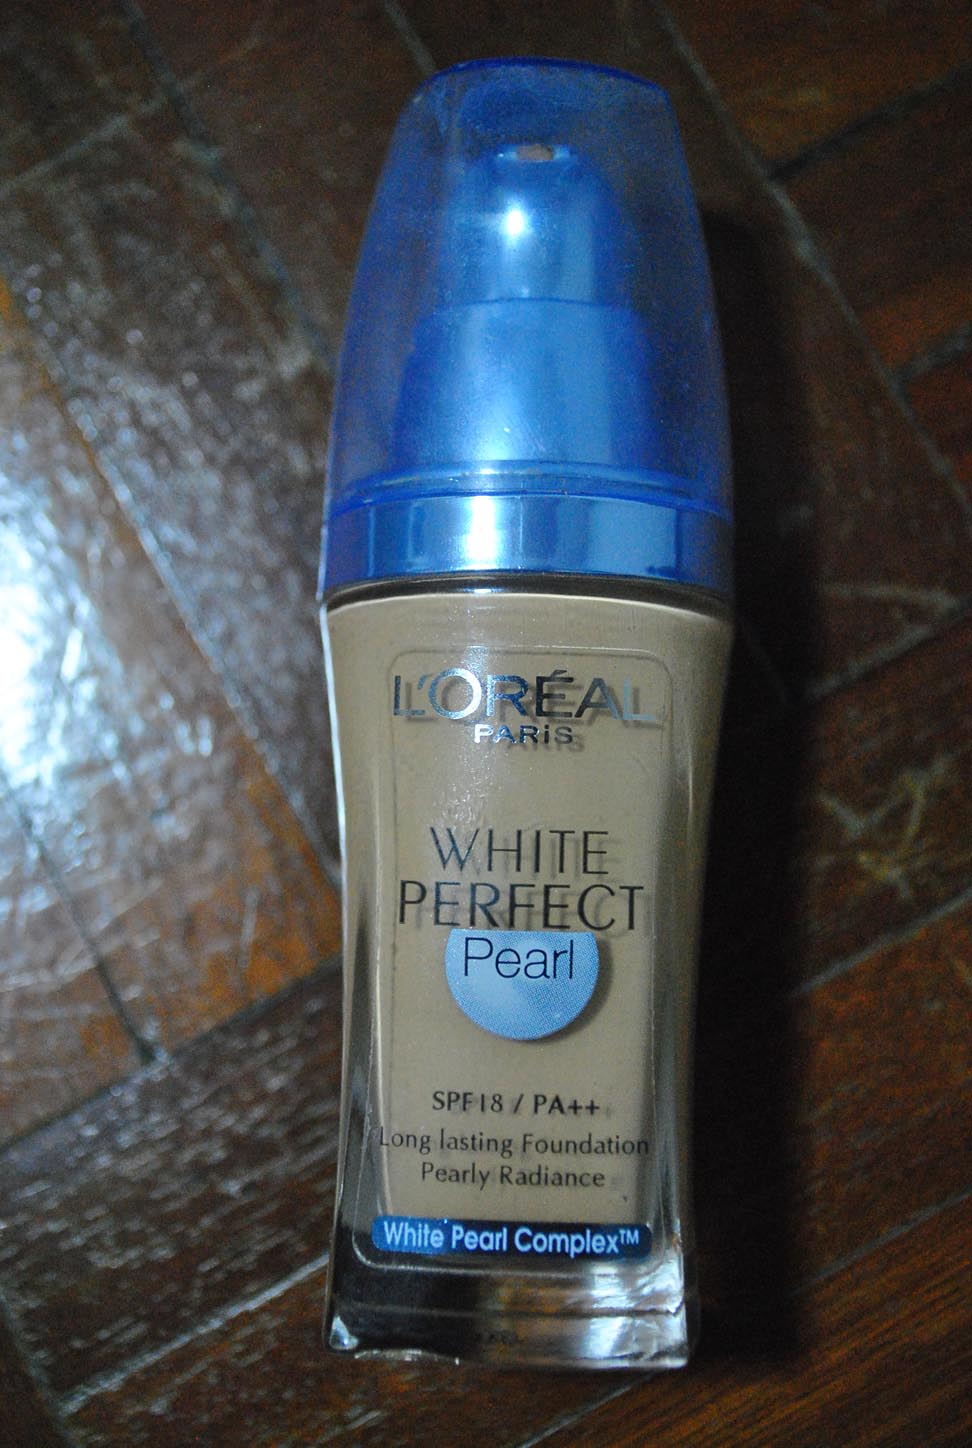 L'ORÉAL
PARiS
WHITE
PERFECT
Pearl
SPF18 / PA++
Long lasting Foundation
Pearly Radiance
White Pearl Complex™